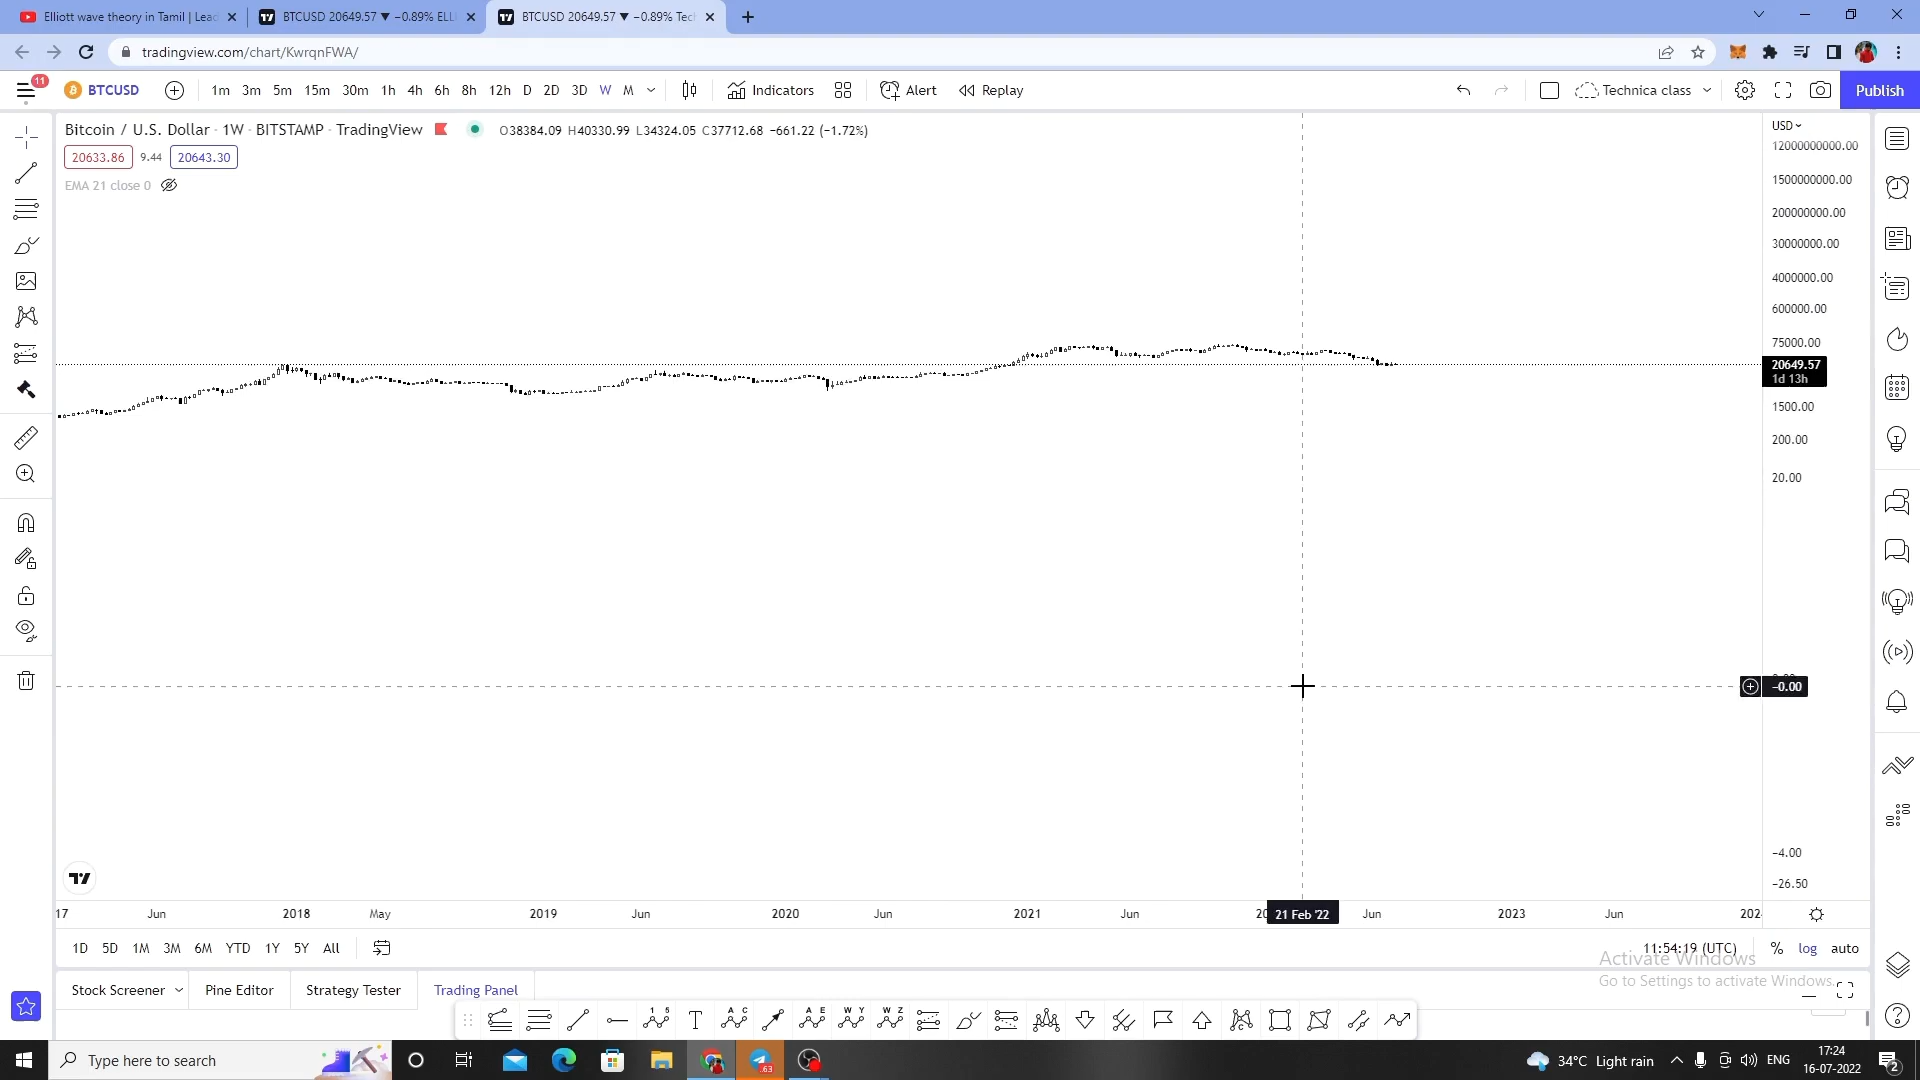 Elliott wave theory in Tamil | Lead
BTCUSD 20649.57 ▼ −0.89% ELL
BTCUSD 20649.57 ▼ −0.89% Tec
tradingview.com/chart/KwrqnFWA/
11
BTCUSD
1m 3m 5m 15m 30m 1h 4h 6h 8h 12h D 2D 3D W M
Indicators
Alert
Replay
Technica class
Publish
Bitcoin / U.S. Dollar · 1W · BITSTAMP · TradingView
O38384.09 H40330.99 L34324.05 C37712.68 −661.22 (−1.72%)
20633.86 9.44 20643.30
EMA 21 close 0
USD
12000000000.00
1500000000.00
200000000.00
30000000.00
4000000.00
600000.00
75000.00
20649.57
1d 13h
1500.00
200.00
20.00
−0.00
−4.00
−26.50
17 Jun 2018 May 2019 Jun 2020 Jun 2021 Jun 21 Feb '22 Jun 2023 Jun 202
1D 5D 1M 3M 6M YTD 1Y 5Y All
11:54:19 (UTC) % log auto
Activate Windows
Go to Settings to activate Windows.
Stock Screener Pine Editor Strategy Tester Trading Panel
Type here to search
63
34°C Light rain
ENG
17:24
16-07-2022
2